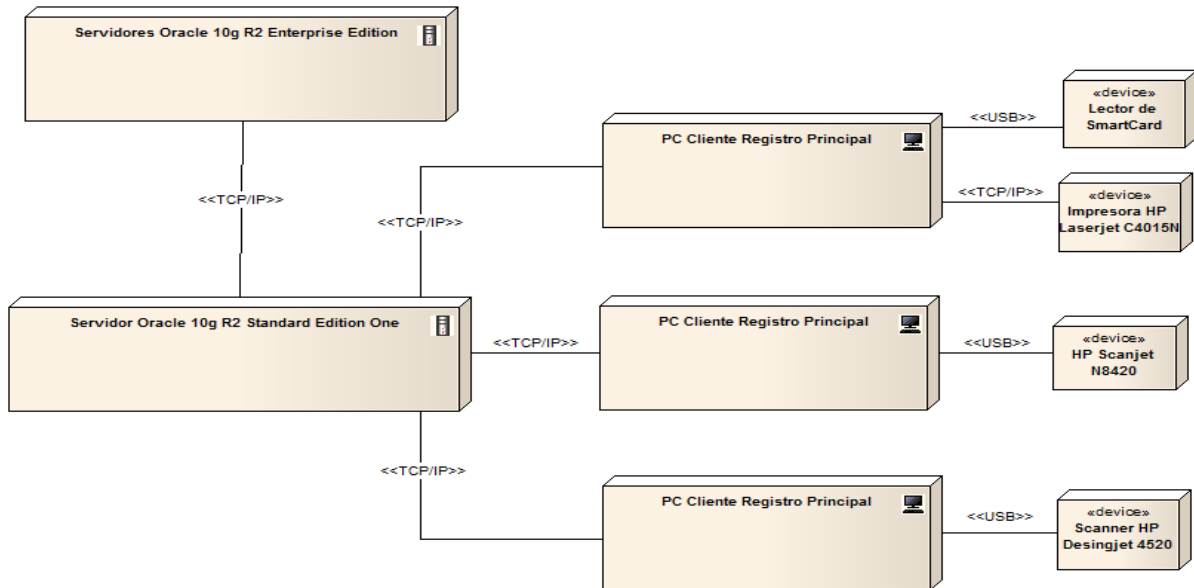 Servidores Oracle 10g R2 Enterprise Edition
<<TCP/IP>>
Servidor Oracle 10g R2 Standard Edition One
<<TCP/IP>>
PC Cliente Registro Principal
<<USB>>
«device»
Lector de
SmartCard
<<TCP/IP>>
«device»
Impresora HP
Laserjet C4015N
<<TCP/IP>>
PC Cliente Registro Principal
<<USB>>
«device»
HP Scanjet
N8420
<<TCP/IP>>
PC Cliente Registro Principal
<<USB>>
«device»
Scanner HP
Desingjet 4520